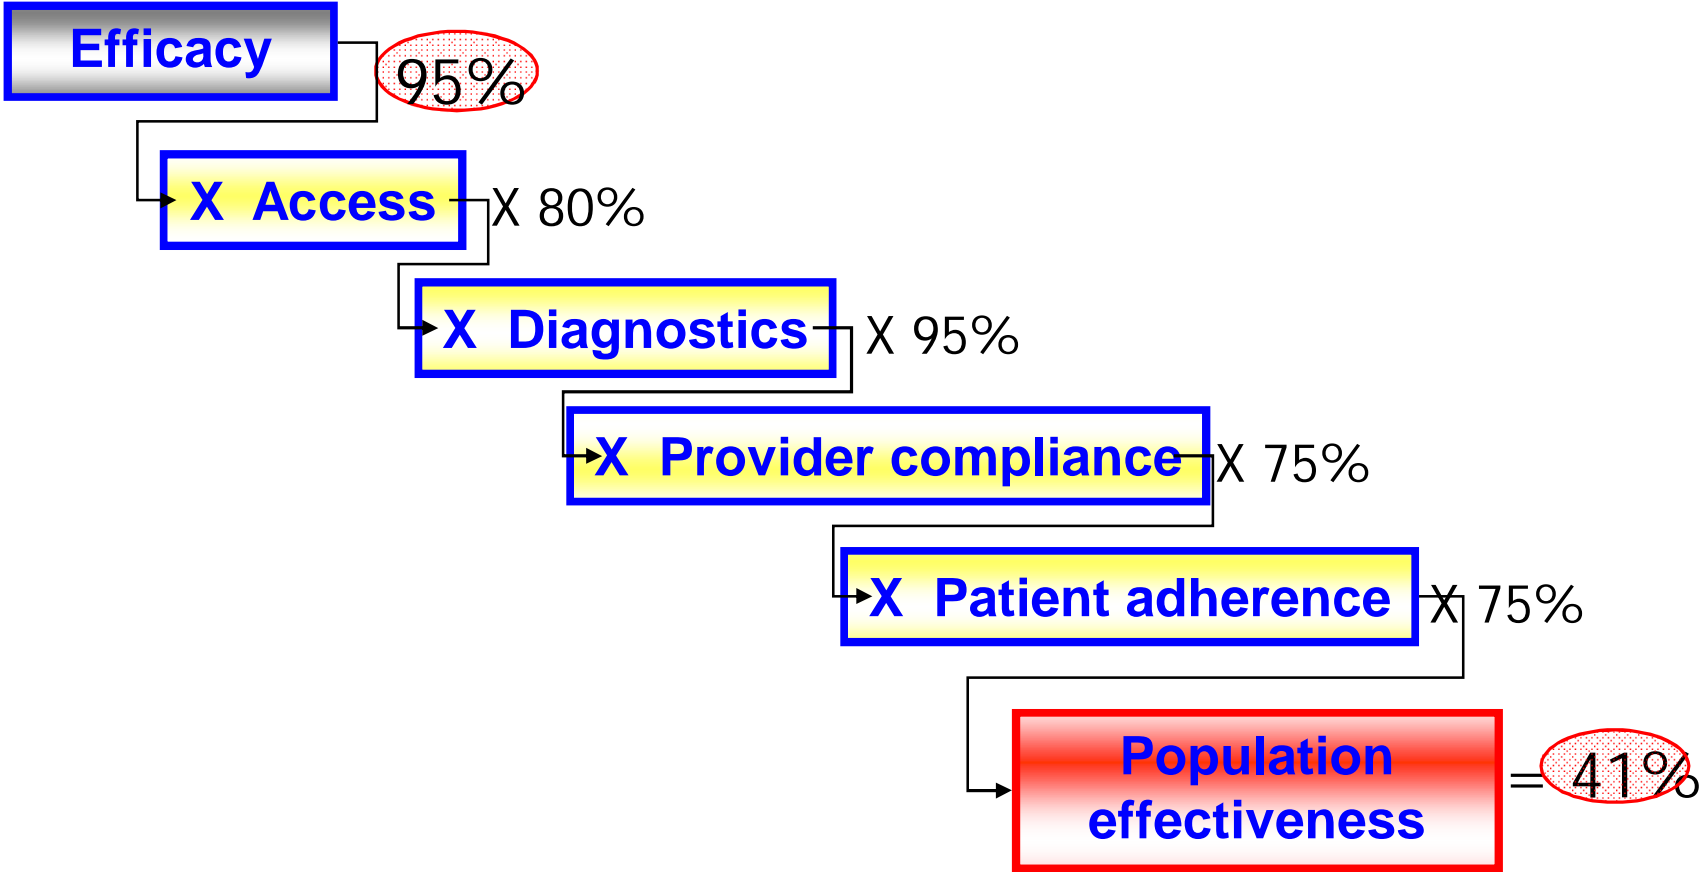 Efficacy
95%
X Access
X 80%
X Diagnostics
X 95%
X Provider compliance
X 75%
X Patient adherence
X 75%
Population
effectiveness
= 41%